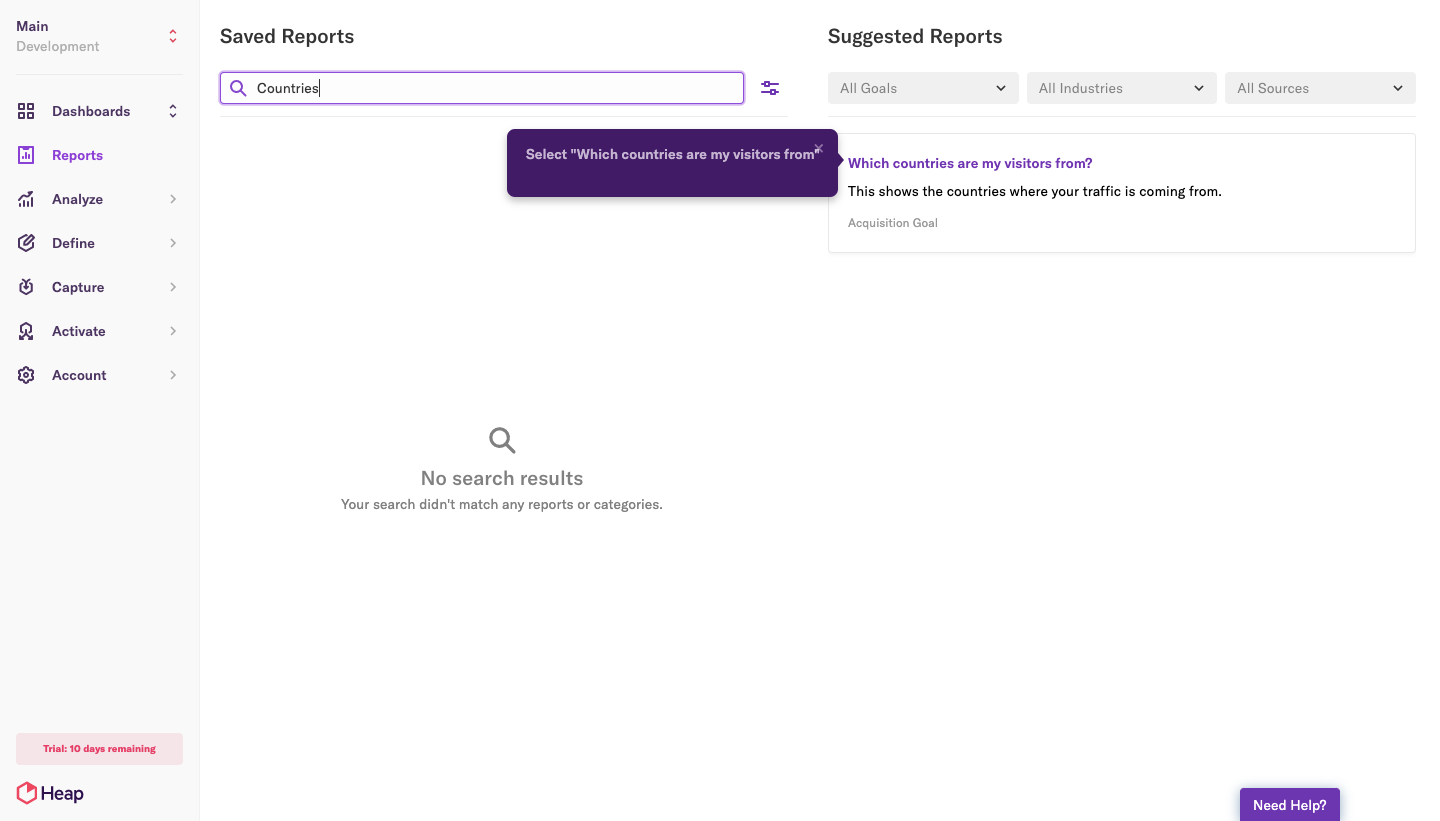 Main
Development
Dashboards
Reports
Analyze
Define
Capture
Activate
Account
Trial: 10 days remaining
Heap
Saved Reports
Countries
Select "Which countries are my visitors from"
No search results
Your search didn't match any reports or categories.
Suggested Reports
All Goals
All Industries
All Sources
Which countries are my visitors from?
This shows the countries where your traffic is coming from.
Acquisition Goal
Need Help?